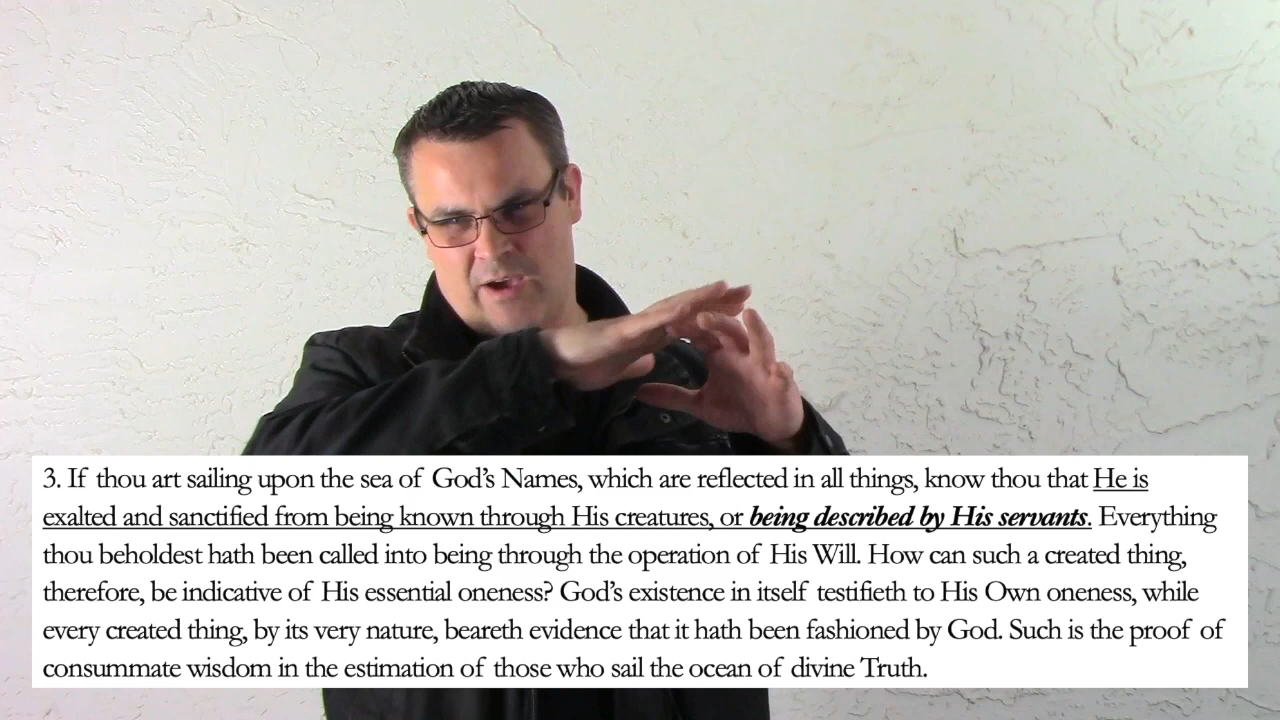 3. If thou art sailing upon the sea of God’s Names, which are reflected in all things, know thou that He is
exalted and sanctified from being known through His creatures, or being described by His servants. Everything
thou beholdest hath been called into being through the operation of His Will. How can such a created thing,
therefore, be indicative of His essential oneness? God’s existence in itself testifieth to His Own oneness, while
every created thing, by its very nature, beareth evidence that it hath been fashioned by God. Such is the proof of
consummate wisdom in the estimation of those who sail the ocean of divine Truth.